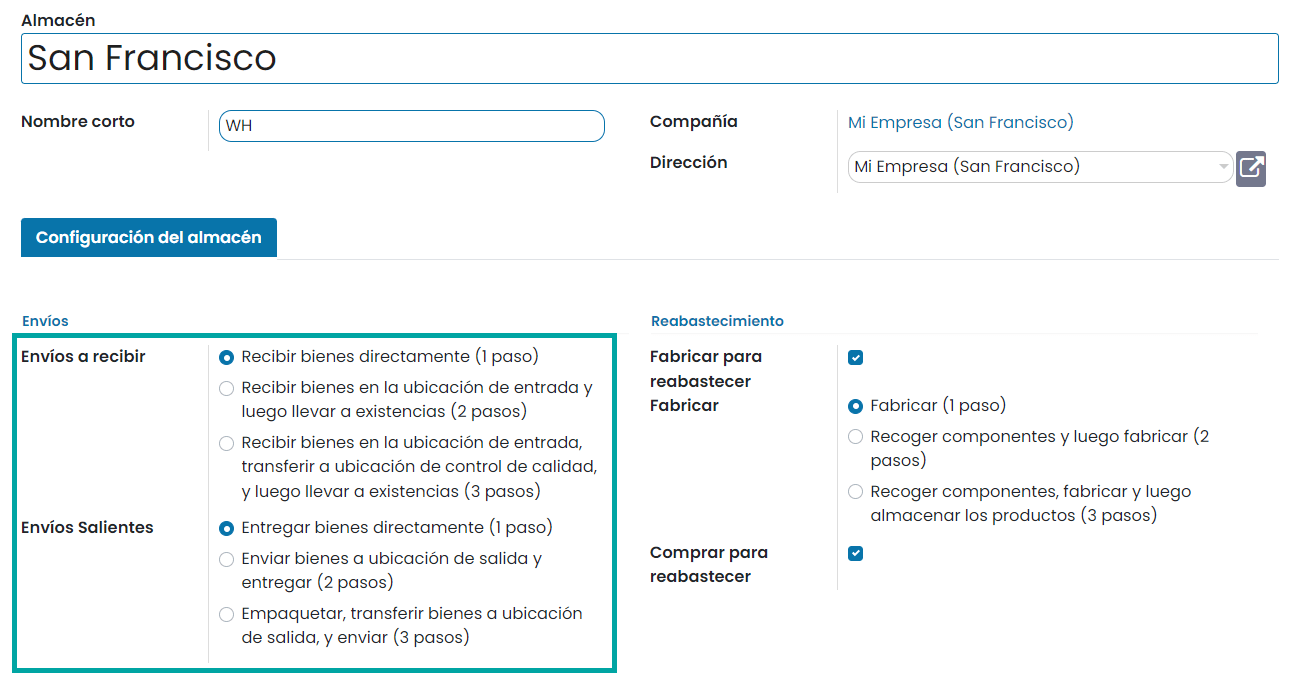 Almacén
San Francisco
Nombre corto
WH
Compañía
Mi Empresa (San Francisco)
Dirección
Mi Empresa (San Francisco)
Configuración del almacén
Envíos
Envíos a recibir
Recibir bienes directamente (1 paso)
Recibir bienes en la ubicación de entrada y
luego llevar a existencias (2 pasos)
Recibir bienes en la ubicación de entrada,
transferir a ubicación de control de calidad,
y luego llevar a existencias (3 pasos)
Envíos Salientes
Entregar bienes directamente (1 paso)
Enviar bienes a ubicación de salida y
entregar (2 pasos)
Empaquetar, transferir bienes a ubicación
de salida, y enviar (3 pasos)
Reabastecimiento
Fabricar para
reabastecer
Fabricar
Fabricar (1 paso)
Recoger componentes y luego fabricar (2
pasos)
Recoger componentes, fabricar y luego
almacenar los productos (3 pasos)
Comprar para
reabastecer